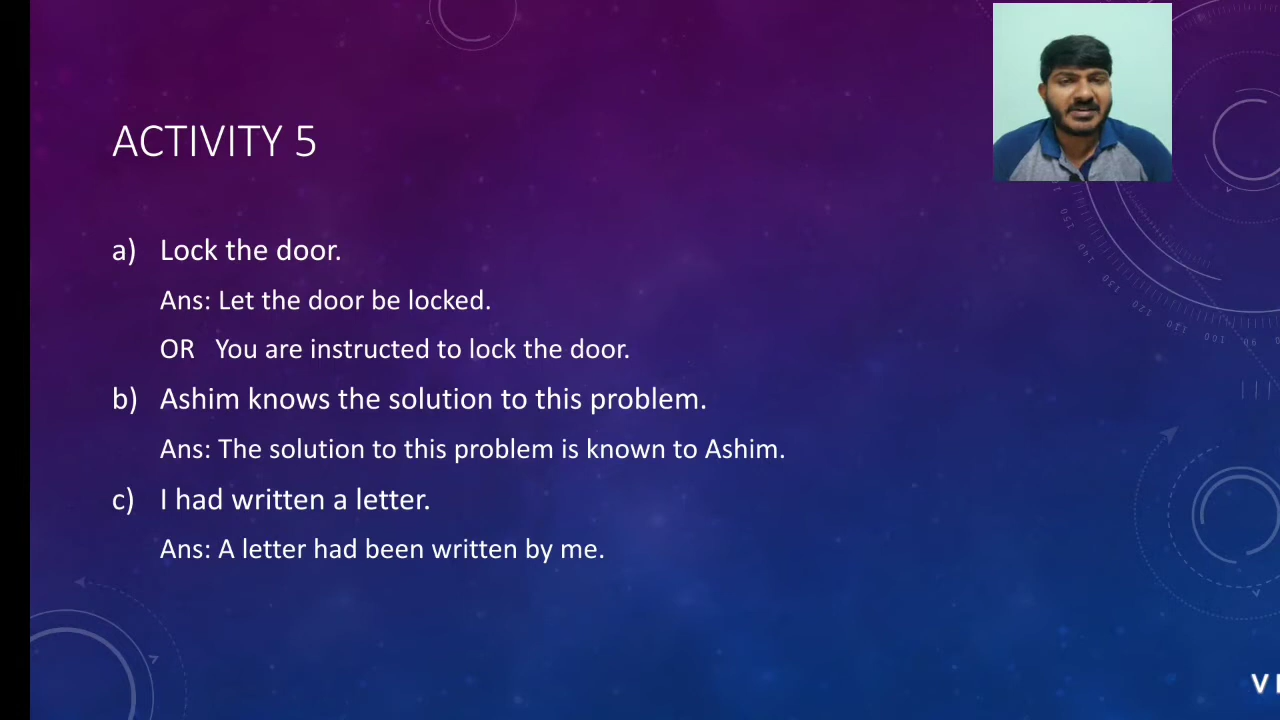 ACTIVITY 5
a) Lock the door.
Ans: Let the door be locked.
OR You are instructed to lock the door.
b) Ashim knows the solution to this problem.
Ans: The solution to this problem is known to Ashim.
c) I had written a letter.
Ans: A letter had been written by me.